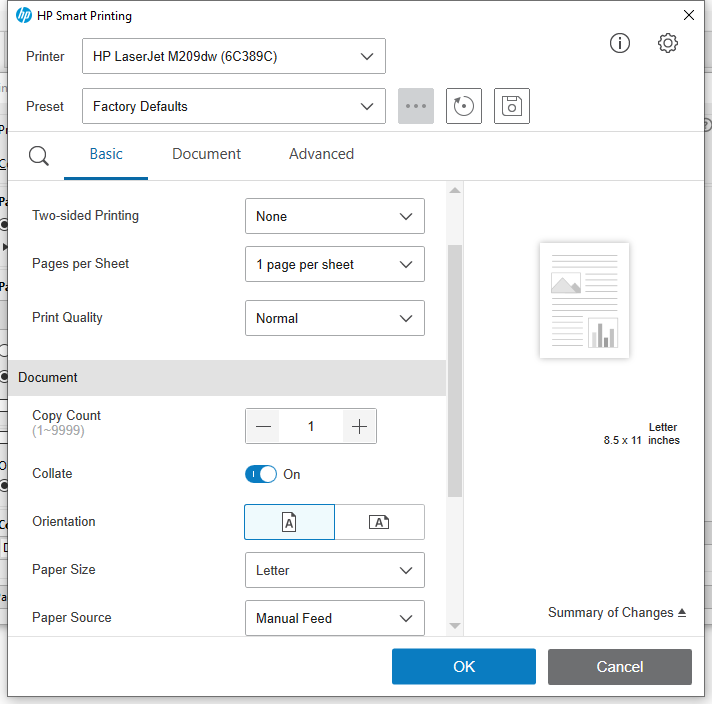 HP Smart Printing
Printer
HP LaserJet M209dw (6C389C)
Preset
Factory Defaults
Basic
Document
Advanced
Two-sided Printing
None
Pages per Sheet
1 page per sheet
Print Quality
Normal
Document
Copy Count
(1~9999)
1
Collate
On
Orientation
A
A
Paper Size
Letter
Paper Source
Manual Feed
Letter
8.5 x 11 inches
Summary of Changes
OK
Cancel